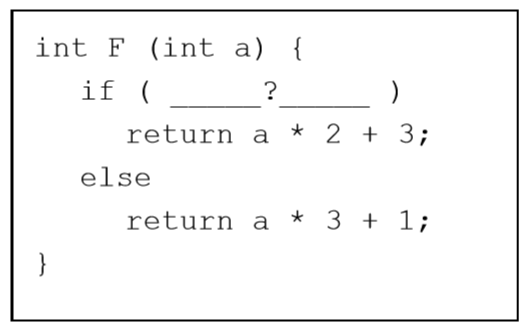 int F (int a) {
if ( _____?_____ )
return a * 2 + 3;
else
return a * 3 + 1;
}